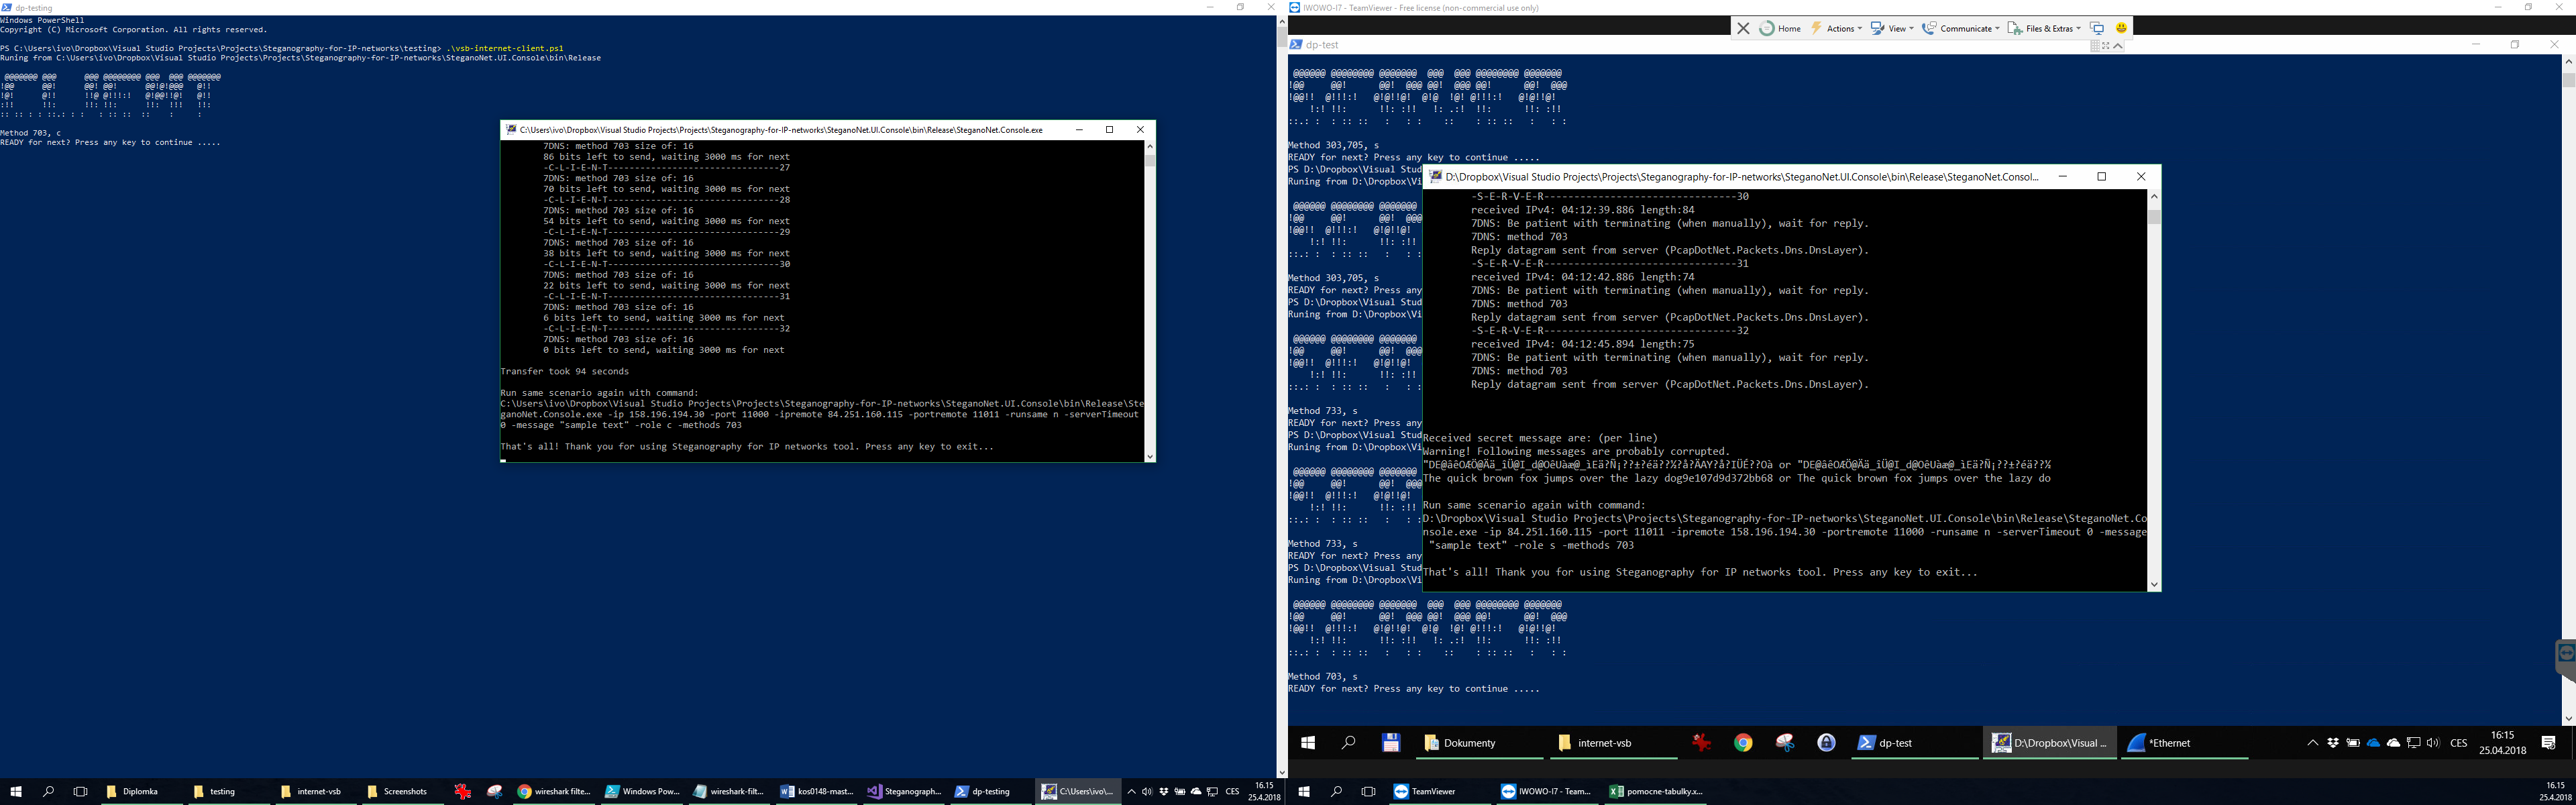 dp-testing
Windows PowerShell
Copyright (C) Microsoft Corporation. All rights reserved.
PS C:\Users\ivo\Dropbox\Visual Studio Projects\Projects\Steganography-for-IP-networks\testing> .\vsb-internet-client.ps1
Runing from C:\Users\ivo\Dropbox\Visual Studio Projects\Projects\Steganography-for-IP-networks\SteganoNet.UI.Console\bin\Release
Method 703, c
READY for next? Press any key to continue .....
C:\Users\ivo\Dropbox\Visual Studio Projects\Projects\Steganography-for-IP-networks\SteganoNet.UI.Console\bin\Release\SteganoNet.Console.exe
7DNS: method 703 size of: 16
86 bits left to send, waiting 3000 ms for next
-C-L-I-E-N-T--------------------------------27
7DNS: method 703 size of: 16
70 bits left to send, waiting 3000 ms for next
-C-L-I-E-N-T--------------------------------28
7DNS: method 703 size of: 16
54 bits left to send, waiting 3000 ms for next
-C-L-I-E-N-T--------------------------------29
7DNS: method 703 size of: 16
38 bits left to send, waiting 3000 ms for next
-C-L-I-E-N-T--------------------------------30
7DNS: method 703 size of: 16
22 bits left to send, waiting 3000 ms for next
-C-L-I-E-N-T--------------------------------31
7DNS: method 703 size of: 16
6 bits left to send, waiting 3000 ms for next
-C-L-I-E-N-T--------------------------------32
7DNS: method 703 size of: 16
0 bits left to send, waiting 3000 ms for next
Transfer took 94 seconds
Run same scenario again with command:
C:\Users\ivo\Dropbox\Visual Studio Projects\Projects\Steganography-for-IP-networks\SteganoNet.UI.Console\bin\Release\Ste
ganoNet.Console.exe -ip 158.196.194.30 -port 11000 -ipremote 84.251.160.115 -portremote 11011 -runsame n -serverTimeout
0 -message "sample text" -role c -methods 703
That's all! Thank you for using Steganography for IP networks tool. Press any key to exit...
Diplomka
testing
internet-vsb
Screenshots
wireshark filte...
Windows Pow...
wireshark-filt...
kos0148-mast...
Steganograph...
dp-testing
C:\Users\ivo\...
CES
16.15
25.4.2018
IWOWO-I7 - TeamViewer - Free license (non-commercial use only)
Home
Actions
View
Communicate
Files & Extras
dp-test
Method 303,705, s
READY for next? Press any key to continue .....
PS D:\Dropbox\Visual Stud
Runing from D:\Dropbox\Vi
Method 303,705, s
READY for next? Press any
PS D:\Dropbox\Visual Stud
Runing from D:\Dropbox\Vi
Method 733, s
READY for next? Press any
PS D:\Dropbox\Visual Stud
Runing from D:\Dropbox\Vi
Method 733, s
READY for next? Press any
PS D:\Dropbox\Visual Stud
Runing from D:\Dropbox\Vi
Method 703, s
READY for next? Press any key to continue .....
D:\Dropbox\Visual Studio Projects\Projects\Steganography-for-IP-networks\SteganoNet.UI.Console\bin\Release\SteganoNet.Consol...
-S-E-R-V-E-R--------------------------------30
received IPv4: 04:12:39.886 length:84
7DNS: Be patient with terminating (when manually), wait for reply.
7DNS: method 703
Reply datagram sent from server (PcapDotNet.Packets.Dns.DnsLayer).
-S-E-R-V-E-R--------------------------------31
received IPv4: 04:12:42.886 length:74
7DNS: Be patient with terminating (when manually), wait for reply.
7DNS: method 703
Reply datagram sent from server (PcapDotNet.Packets.Dns.DnsLayer).
-S-E-R-V-E-R--------------------------------32
received IPv4: 04:12:45.894 length:75
7DNS: Be patient with terminating (when manually), wait for reply.
7DNS: method 703
Reply datagram sent from server (PcapDotNet.Packets.Dns.DnsLayer).
Received secret message are: (per line)
Warning! Following messages are probably corrupted.
The quick brown fox jumps over the lazy dog9e107d9d372bb68 or The quick brown fox jumps over the lazy do
Run same scenario again with command:
D:\Dropbox\Visual Studio Projects\Projects\Steganography-for-IP-networks\SteganoNet.UI.Console\bin\Release\SteganoNet.Co
nsole.exe -ip 84.251.160.115 -port 11011 -ipremote 158.196.194.30 -portremote 11000 -runsame n -serverTimeout 0 -message
"sample text" -role s -methods 703
That's all! Thank you for using Steganography for IP networks tool. Press any key to exit...
Dokumenty
internet-vsb
dp-test
D:\Dropbox\Visual ...
*Ethernet
CES
16:15
25.04.2018
TeamViewer
IWOWO-I7 - Team...
pomocne-tabulky.x...
16.15
25.4.2018